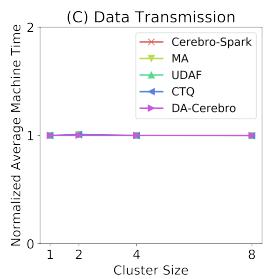 (C) Data Transmission
Normalized Average Machine Time
2
1
0
Cerebro-Spark
MA
UDAF
CTQ
DA-Cerebro
1 2 4 8
Cluster Size